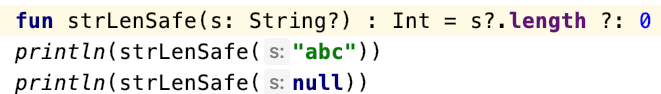 fun strLenSafe(s: String?) : Int = s?.length ?: 0
println(strLenSafe( s: "abc"))
println(strLenSafe( s: null))